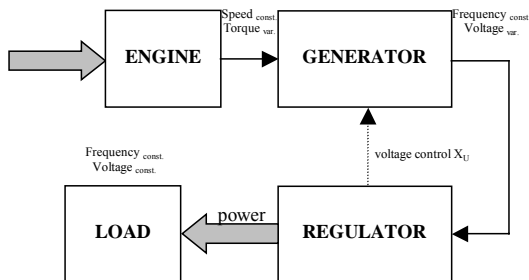 Speed const.
Torque var.
Frequency const
Voltage var.
ENGINE
GENERATOR
voltage control X_U
Frequency const.
Voltage const.
LOAD
power
REGULATOR